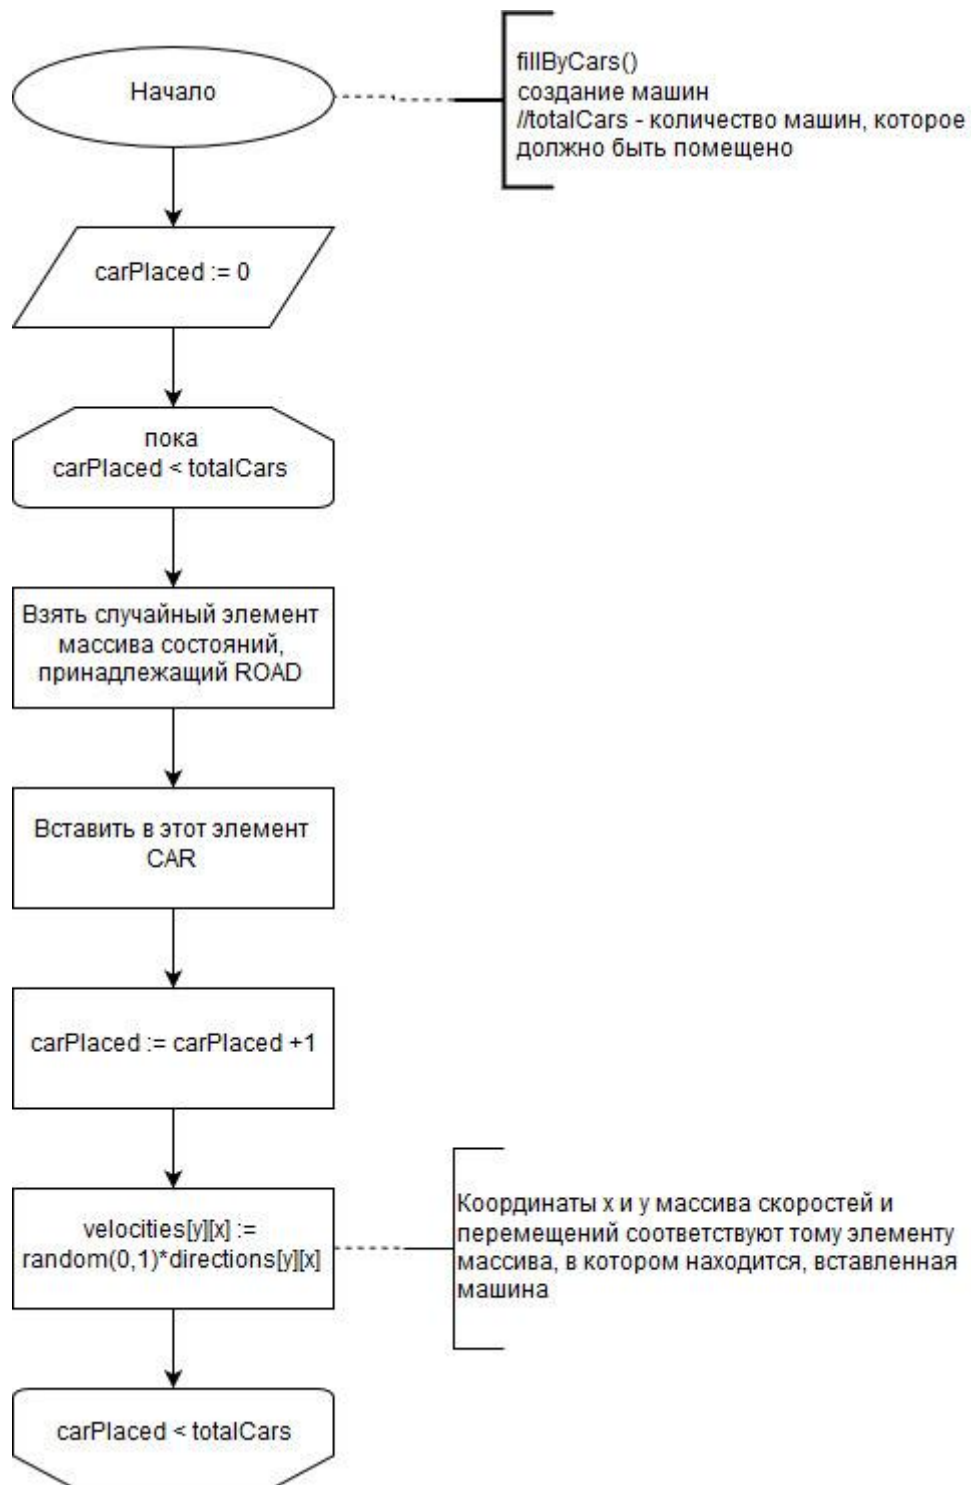 Начало
fillByCars()
создание машин
//totalCars - количество машин, которое
должно быть помещено
carPlaced := 0
пока
carPlaced < totalCars
Взять случайный элемент
массива состояний,
принадлежащий ROAD
Вставить в этот элемент
CAR
carPlaced := carPlaced +1
velocities[y][x] :=
random(0,1)*directions[y][x]
Координаты x и y массива скоростей и
перемещений соответствуют тому элементу
массива, в котором находится, вставленная
машина
carPlaced < totalCars